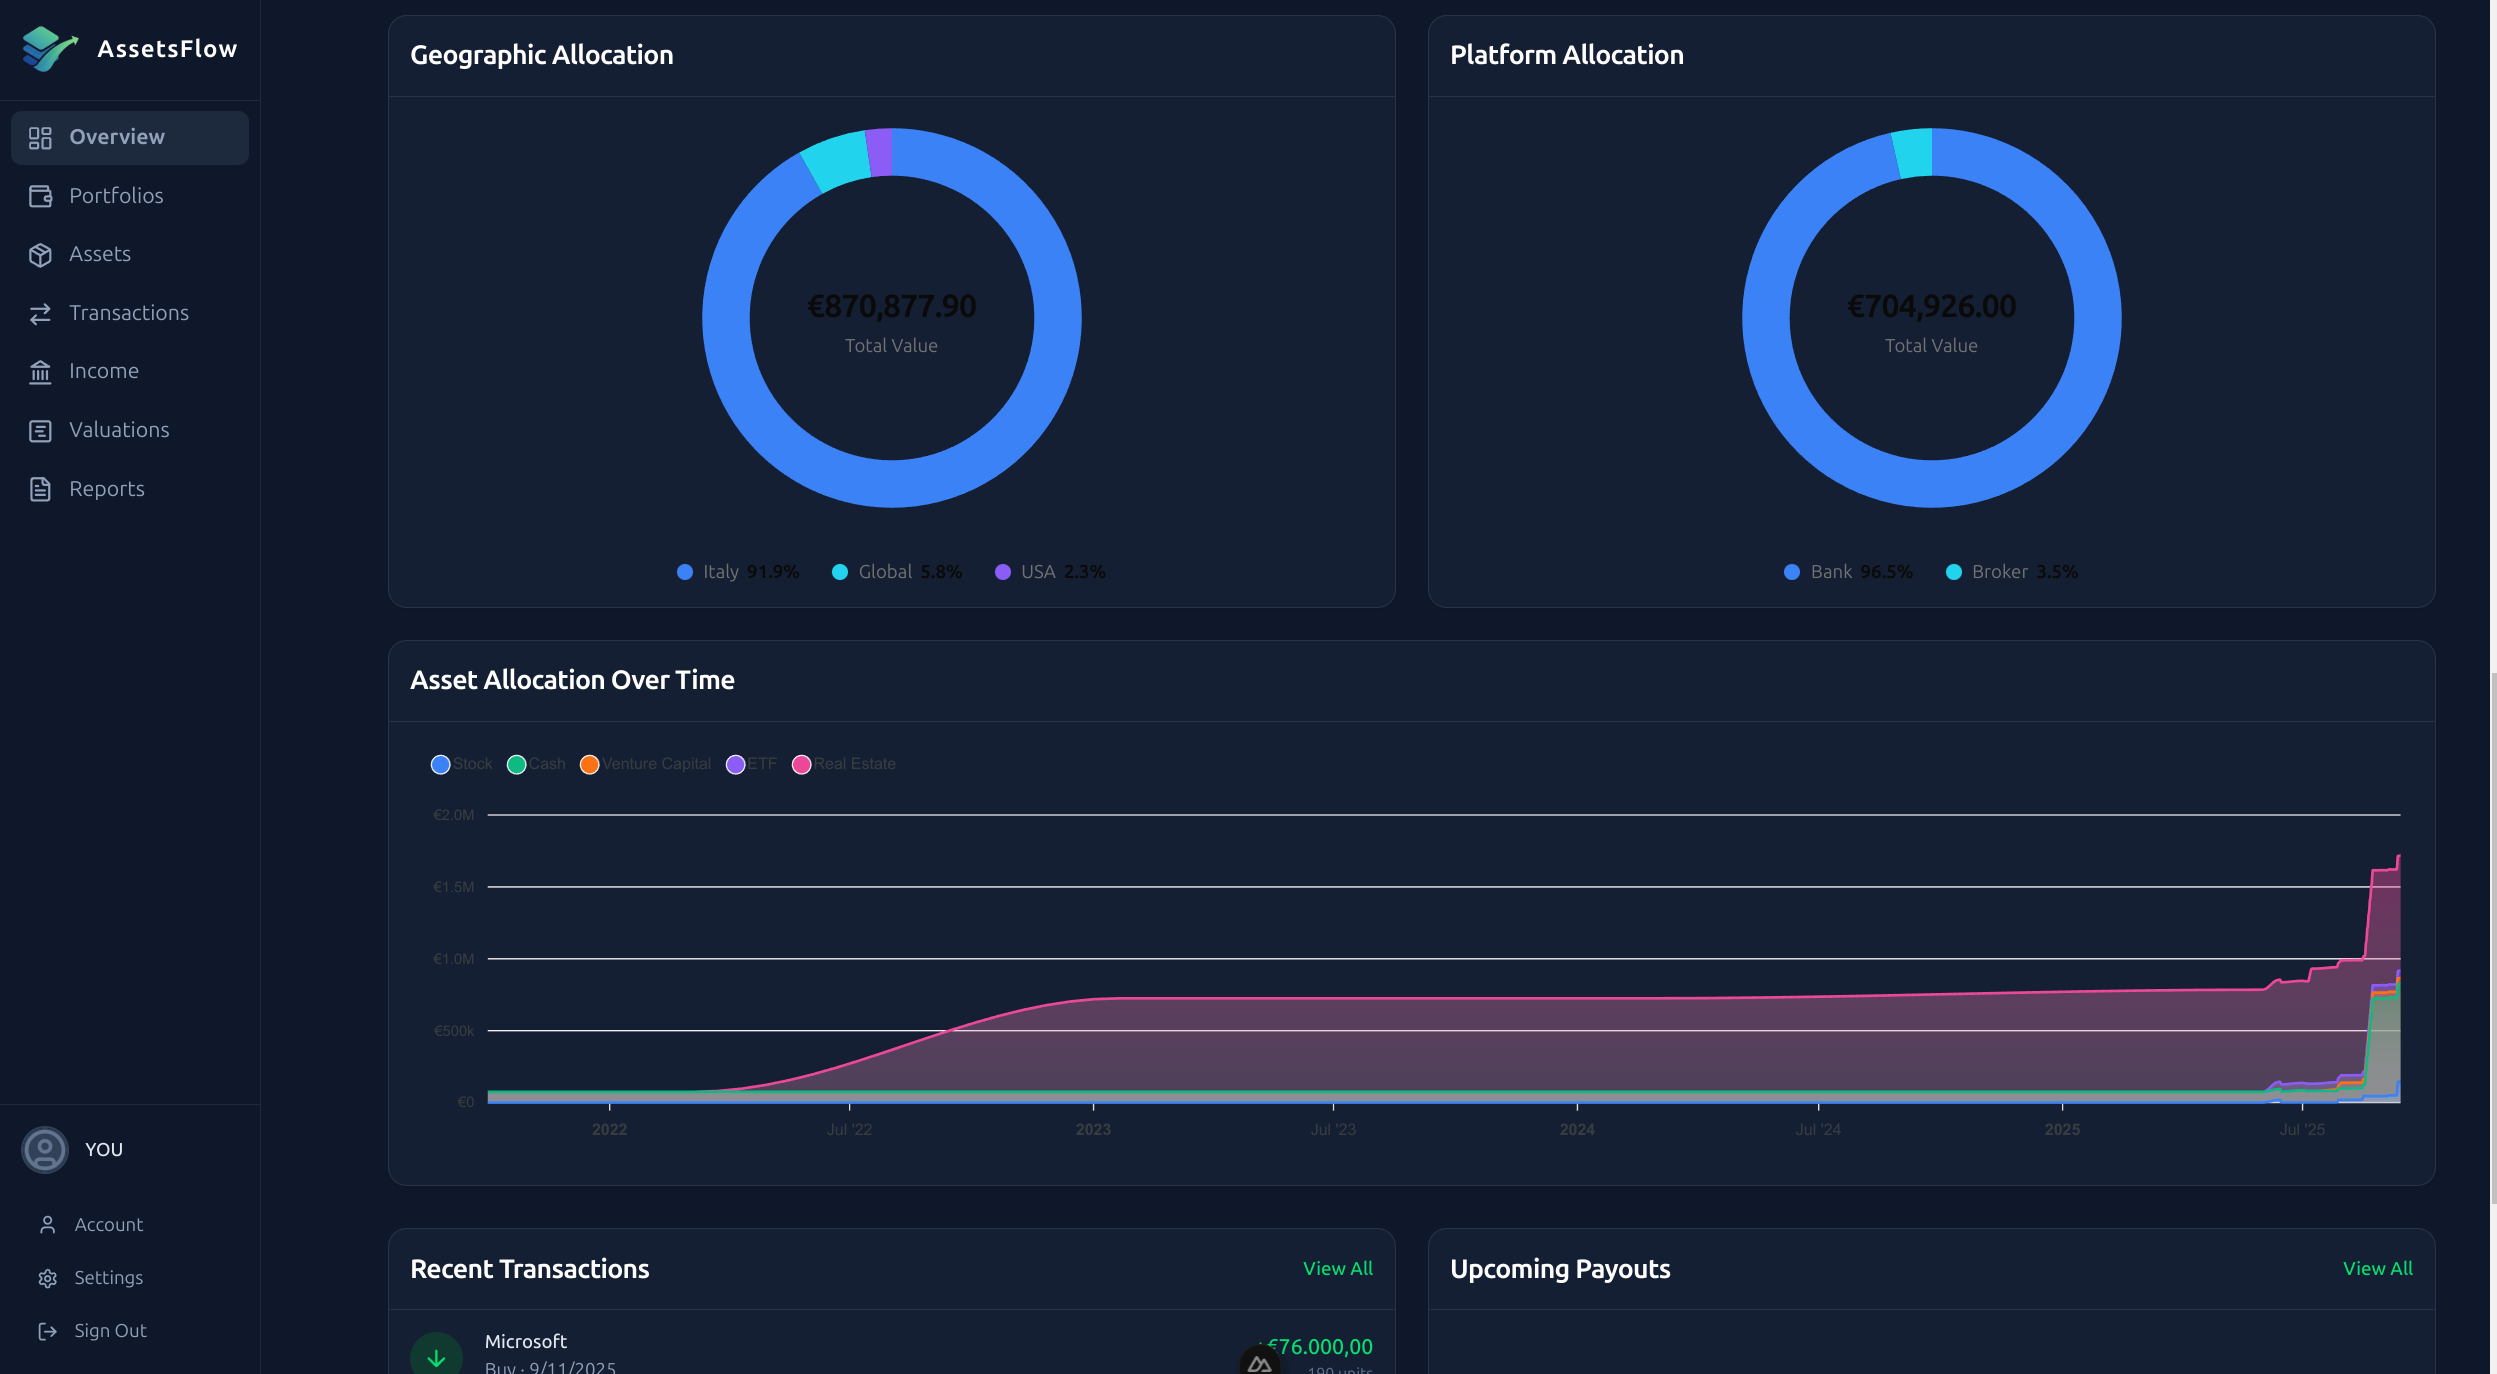 AssetsFlow
Overview
Portfolios
Assets
Transactions
Income
Valuations
Reports
YOU
Account
Settings
Sign Out
Geographic Allocation
€870,877.90
Total Value
Italy 91.9% Global 5.8% USA 2.3%
Platform Allocation
€704,926.00
Total Value
Bank 96.5% Broker 3.5%
Asset Allocation Over Time
Stock Cash Venture Capital ETF Real Estate
€2.0M
€1.5M
€1.0M
€500k
€0
2022 Jul '22 2023 Jul '23 2024 Jul '24 2025 Jul '25
Recent Transactions View All
Microsoft €76.000,00
Buy · 9/11/2025 190 units
Upcoming Payouts View All